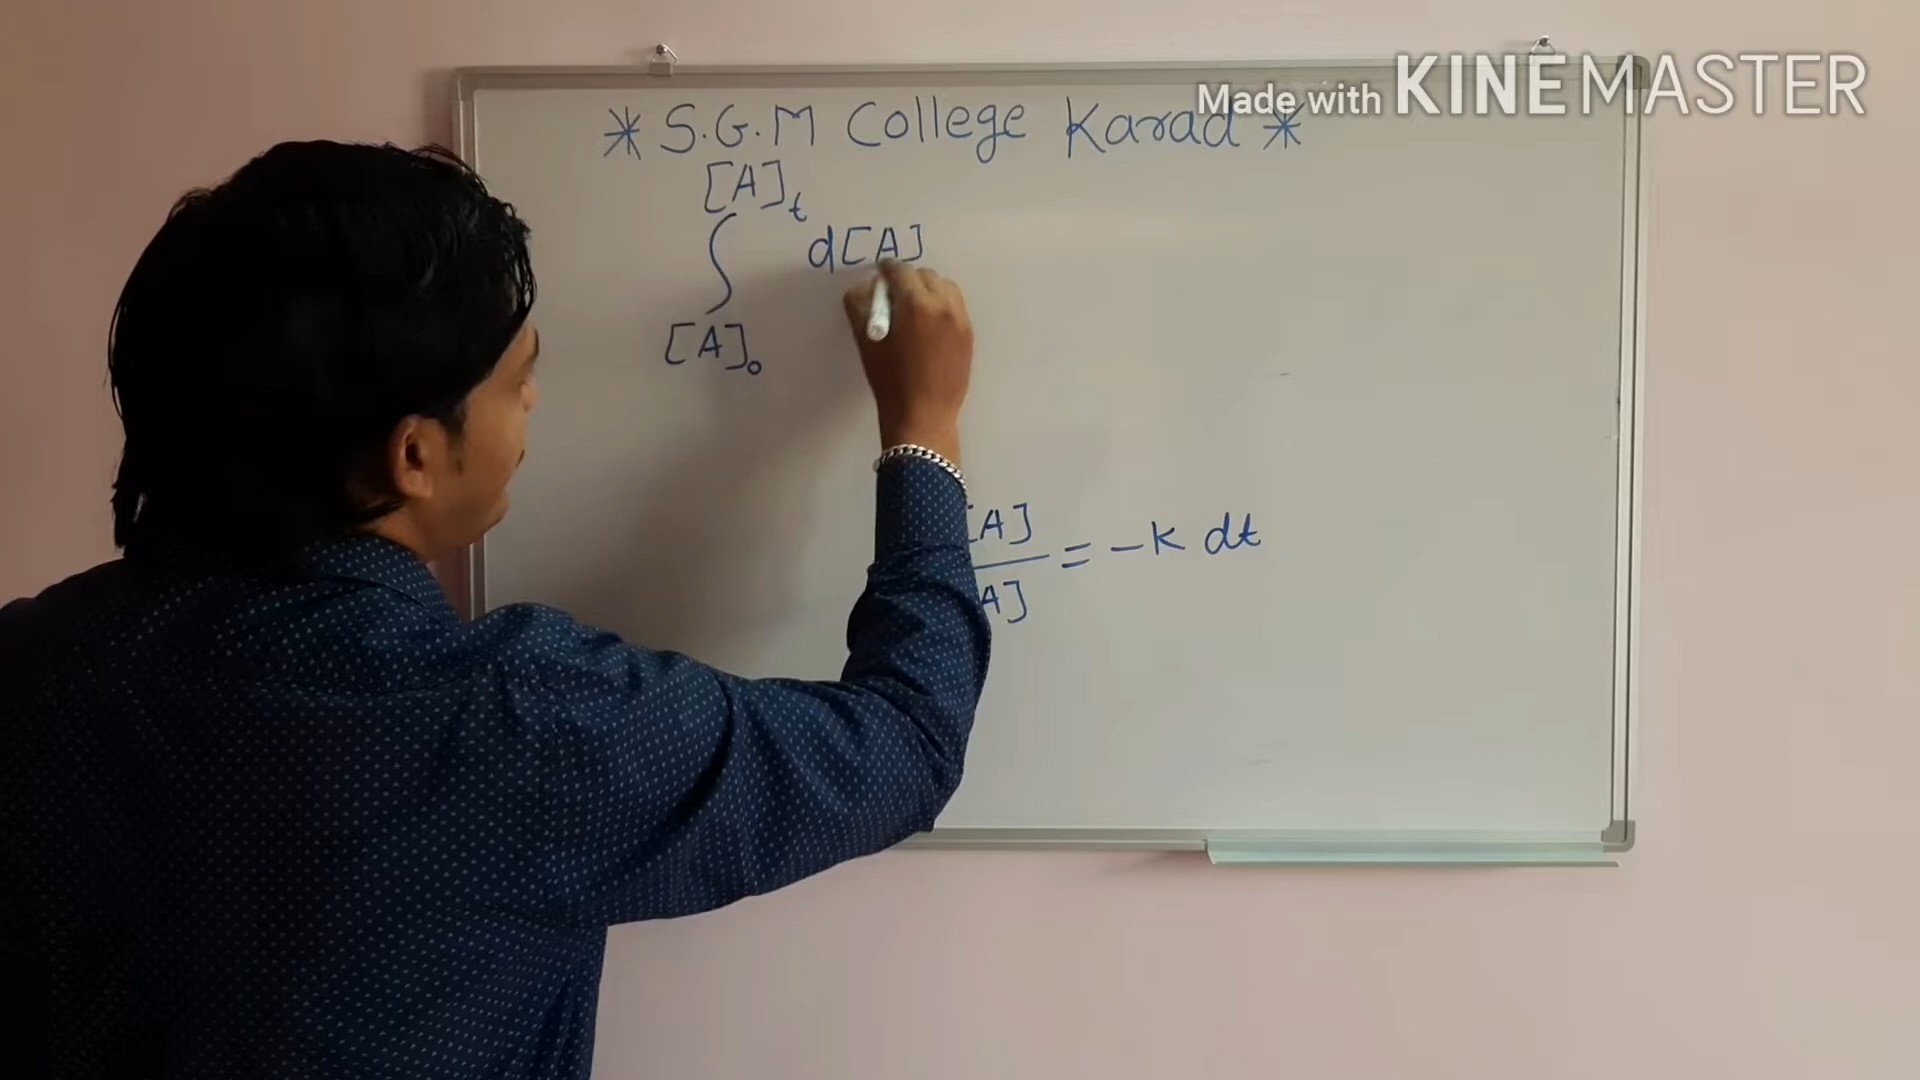 Made with KINEMASTER
* S.G.M College Karad *
[A]t
∫ d[A]
[A]0
[A]
= -K dt
A]